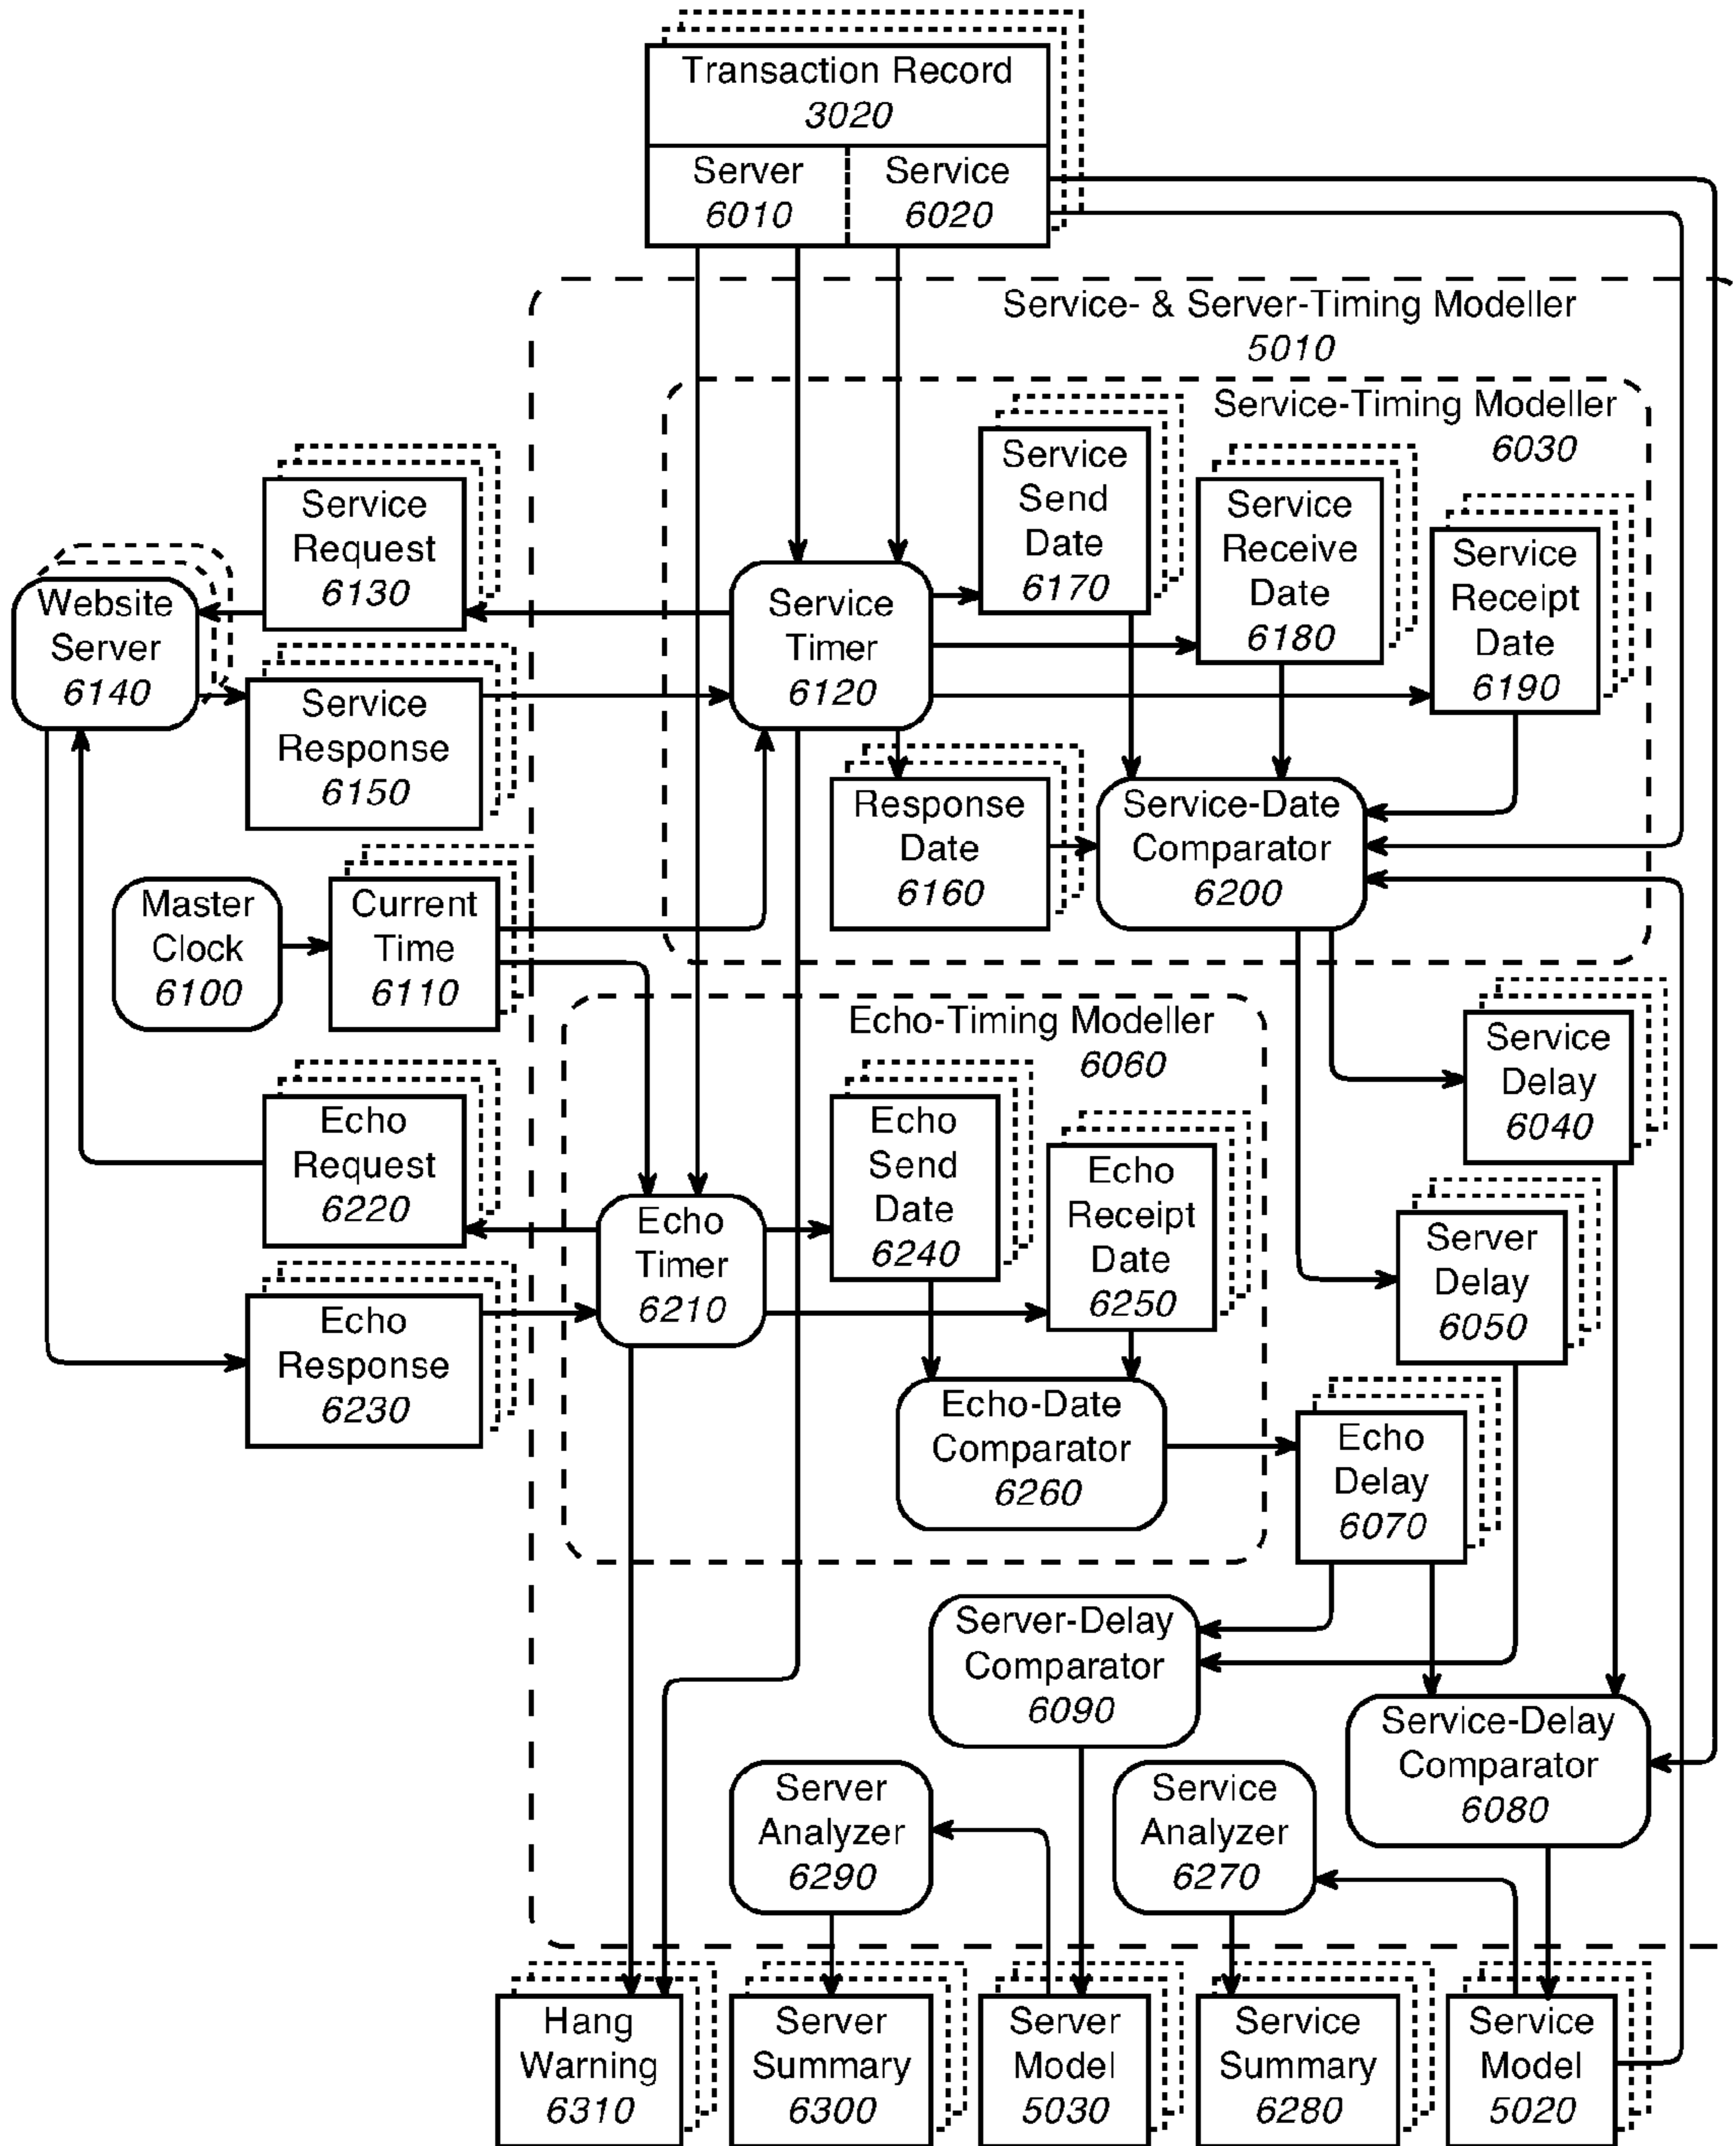 Transaction Record
3020
Server
6010
Service
6020
Service- & Server-Timing Modeller
5010
Service-Timing Modeller
6030
Service
Send
Date
6170
Service
Receive
Date
6180
Service
Receipt
Date
6190
Service
Request
6130
Website
Server
6140
Service
Timer
6120
Service
Response
6150
Response
Date
6160
Service-Date
Comparator
6200
Master
Clock
6100
Current
Time
6110
Echo-Timing Modeller
6060
Service
Delay
6040
Echo
Request
6220
Echo
Send
Date
6240
Echo
Receipt
Date
6250
Echo
Timer
6210
Server
Delay
6050
Echo
Response
6230
Echo-Date
Comparator
6260
Echo
Delay
6070
Server-Delay
Comparator
6090
Service-Delay
Comparator
6080
Server
Analyzer
6290
Service
Analyzer
6270
Hang
Warning
6310
Server
Summary
6300
Server
Model
5030
Service
Summary
6280
Service
Model
5020